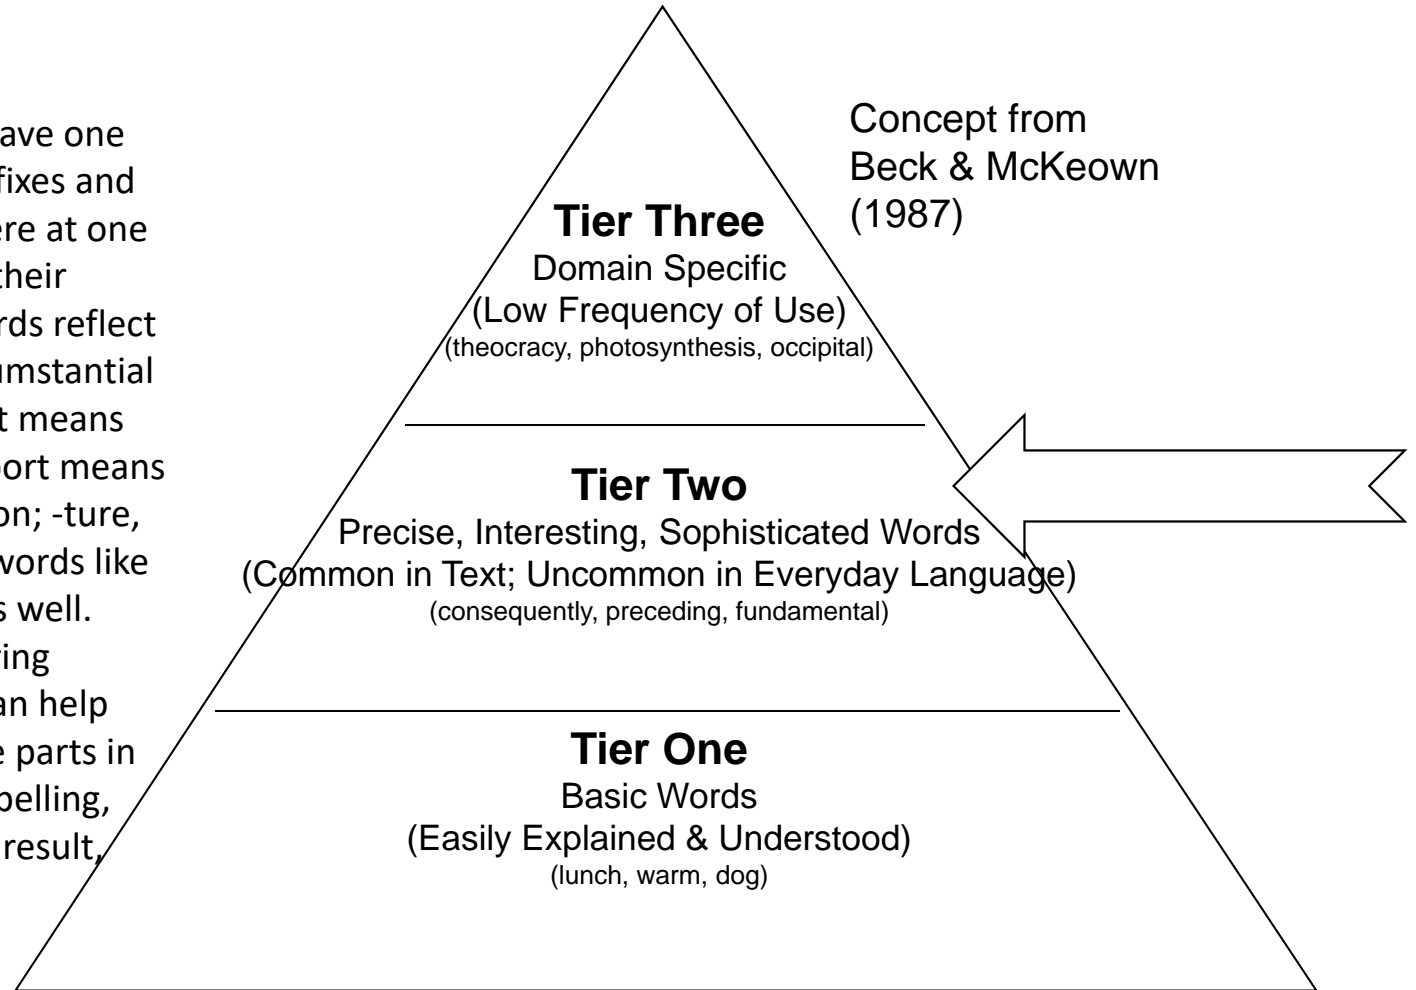 ave one
fixes and
ere at one
their
rds reflect
umstantial
t means
port means
on; -ture,
words like
s well.
ring
an help
e parts in
pelling,
result,
Concept from
Beck & McKeown
(1987)
Tier Three
Domain Specific
(Low Frequency of Use)
(theocracy, photosynthesis, occipital)
Tier Two
Precise, Interesting, Sophisticated Words
(Common in Text; Uncommon in Everyday Language)
(consequently, preceding, fundamental)
Tier One
Basic Words
(Easily Explained & Understood)
(lunch, warm, dog)